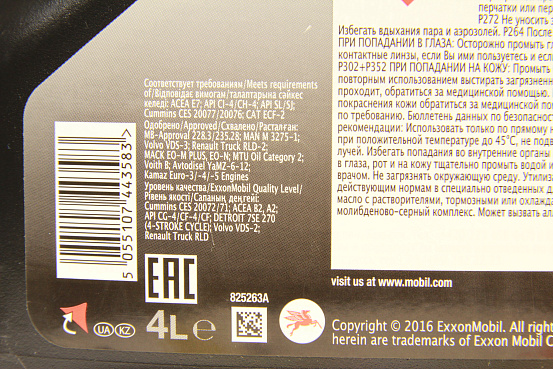 перчатки или пер
P272 Не уносить з
Избегать вдыхания пара и аэрозолей. P264 После
ПРИ ПОПАДАНИИ В ГЛАЗА: Осторожно промыть гл
контактные линзы, если Вы ими пользуетесь и если
P302+P352 ПРИ ПОПАДАНИИ НА КОЖУ: Промыть
повторным использованием выстирать загрязненн
проходит, обратиться за медицинской помощью.
покраснения кожи обратиться за медицинской по
по требованию. Бюллетень данных по безопасност
рекомендации: Использовать только по прямому н
при положительной температуре до 45°C, не подв
лучей. Избегать попадания во внутренние органы
в глаза, рот и на кожу тщательно промыть водой и
врачом. Не загрязнять окружающую среду. Утилиз
действующим нормам в специально отведенных д
масло с растворителями, тормозными или охлажда
молибденово-серный комплекс. Может вызвать ал
Соответствует требованиям/Meets requirements
of/Відповідає вимогам/талаптарына сәйкес
келеді: ACEA E7; API CI-4/CH-4; API SL/SJ;
Cummins CES 20077/20076; CAT ECF-2
Одобрено/Approved/Схвалено/Расталған:
MB-Approval 228.3/235.28; MAN M 3275-1;
Volvo VDS-3; Renault Truck RLD-2;
MACK EO-M PLUS, EO-N; MTU Oil Category 2;
Voith B; Avtodisel YaMZ-6-12;
Kamaz Euro-3/-4/-5 Engines
Уровень качества/ExxonMobil Quality Level/
Рівень якості/Сапаның деңгейі:
Cummins CES 20072/71; ACEA B2, A2;
API CG-4/CF-4/CF; DETROIT 7SE 270
(4-STROKE CYCLE); Volvo VDS-2;
Renault Truck RLD
5 055107 443583
EAC
UA KZ
4L e
825263A
visit us at www.mobil.com
Copyright © 2016 ExxonMobil. All right
herein are trademarks of Exxon Mobil C